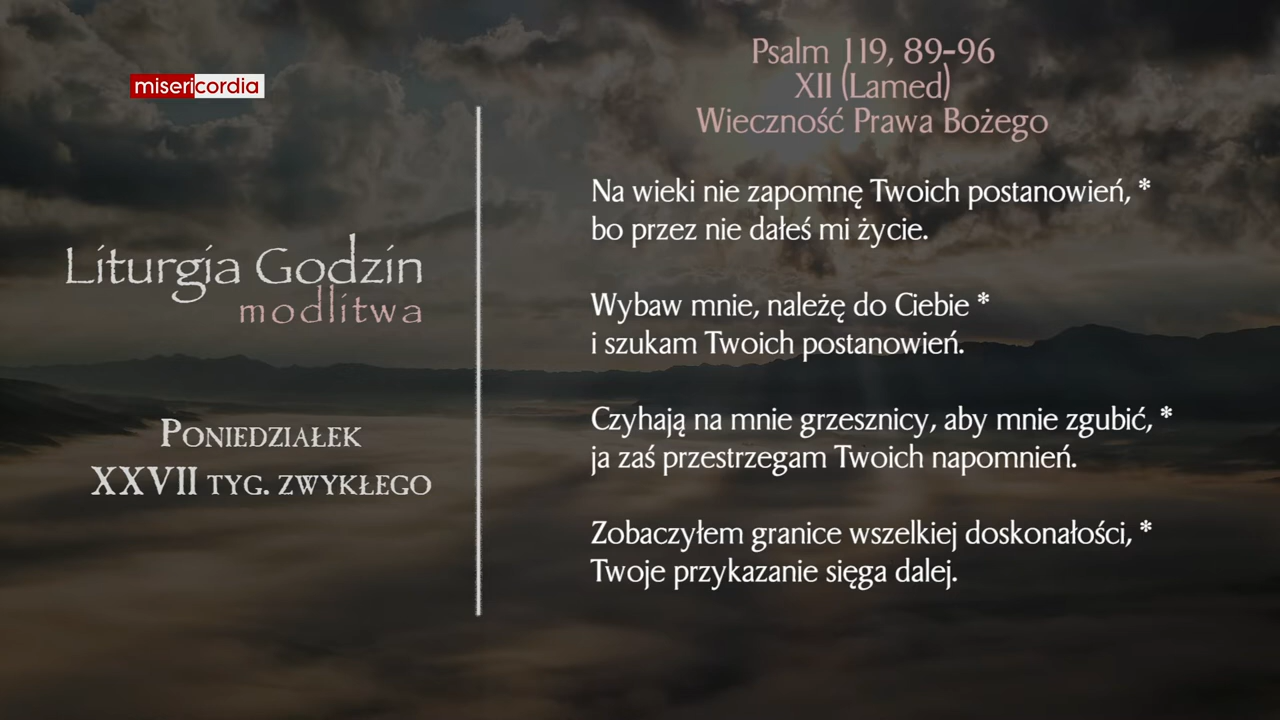 misericordia
Liturgia Godzin
modlitwa
Poniedziałek
XXVII tyg. zwykłego
Psalm 119, 89-96
XII (Lamed)
Wieczność Prawa Bożego
Na wieki nie zapomnę Twoich postanowień, *
bo przez nie dałeś mi życie.
Wybaw mnie, należę do Ciebie *
i szukam Twoich postanowień.
Czyhają na mnie grzesznicy, aby mnie zgubić, *
ja zaś przestrzegam Twoich napomnień.
Zobaczyłem granice wszelkiej doskonałości, *
Twoje przykazanie sięga dalej.